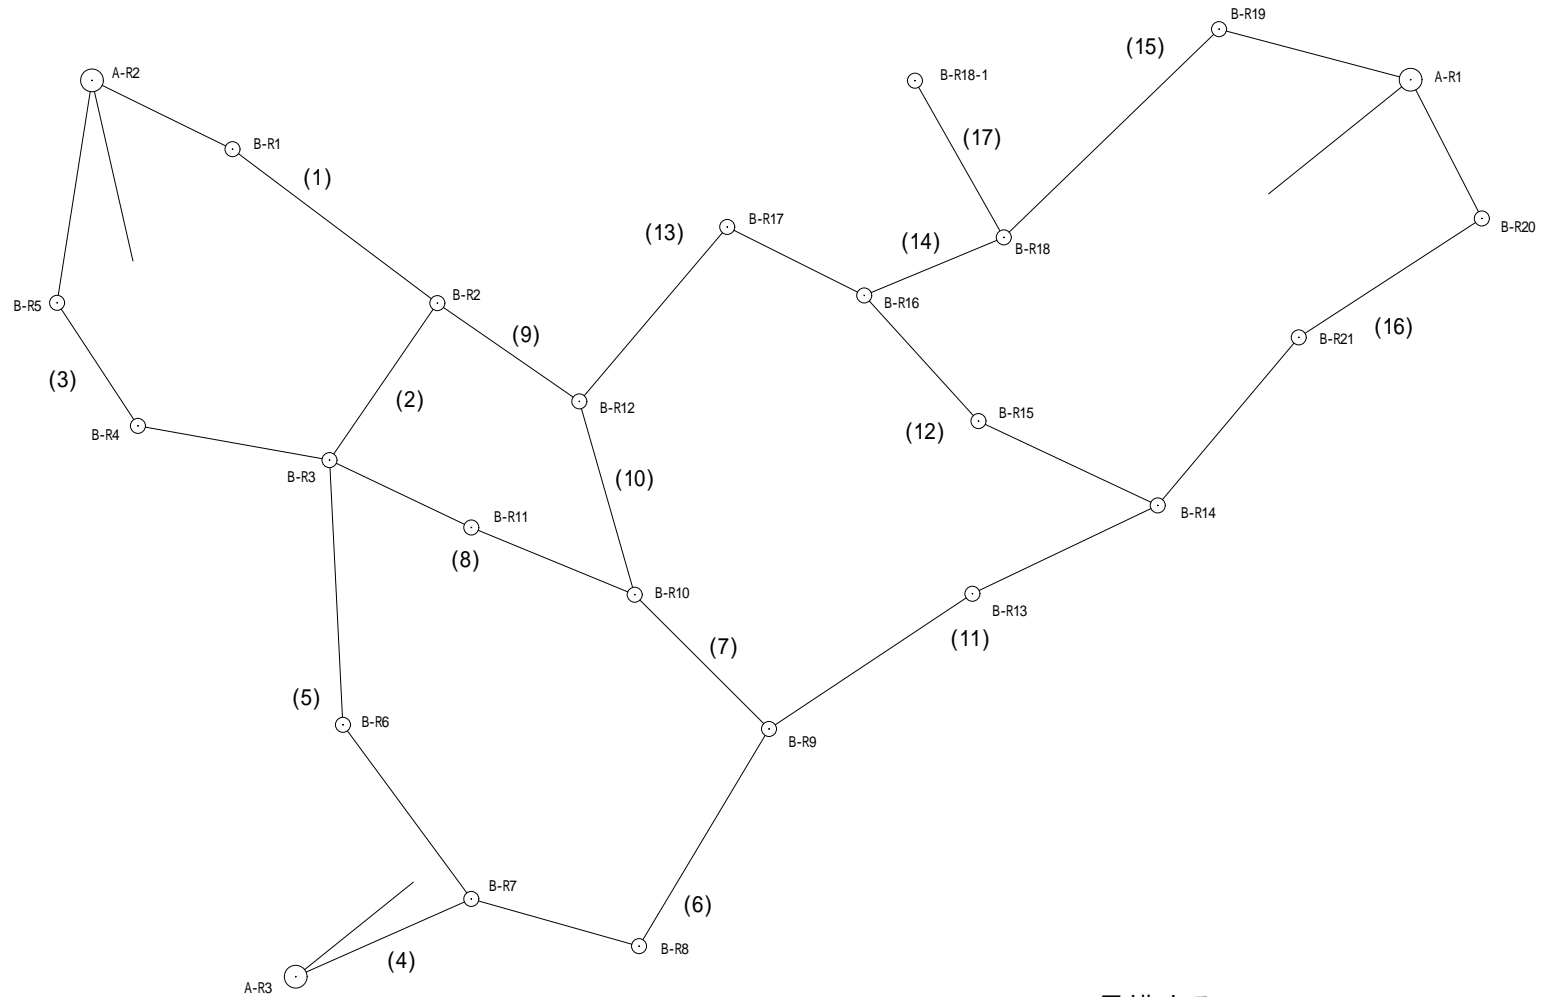 B-R19
(15)
A-R2
B-R18-1
A-R1
B-R1
(17)
(1)
B-R17
(13)
(14)
B-R18
B-R20
B-R5
B-R2
B-R16
(9)
(16)
B-R21
(3)
(2)
B-R12
B-R15
B-R4
(12)
B-R3
(10)
B-R11
B-R14
(8)
B-R10
B-R13
(7)
(11)
(5)
B-R6
B-R9
B-R7
(6)
B-R8
(4)
A-R3